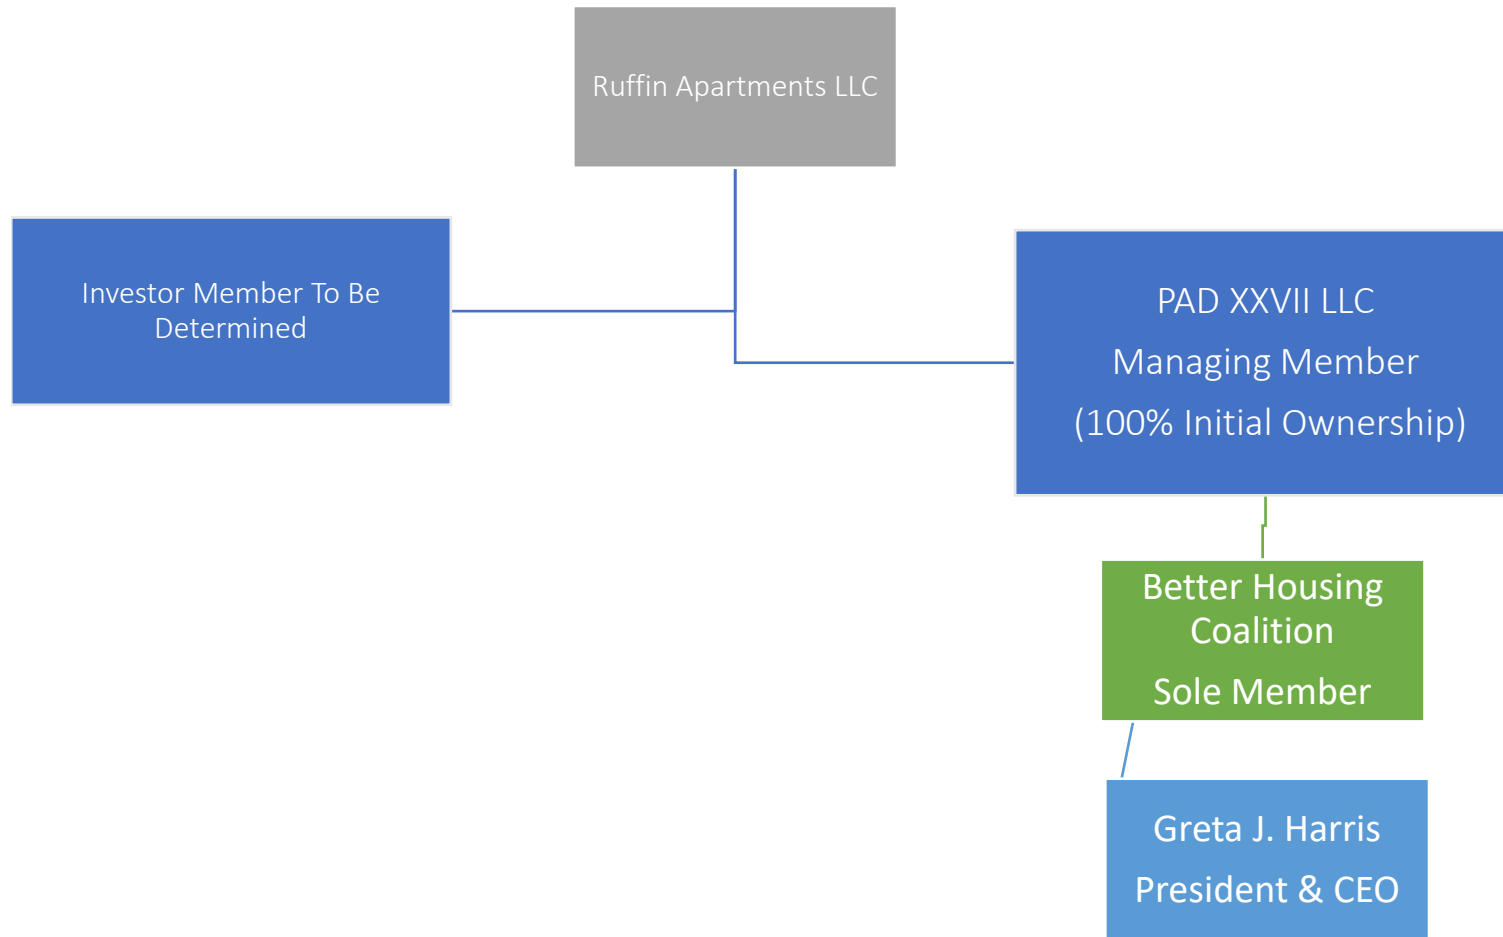 Ruffin Apartments LLC
Investor Member To Be
Determined
PAD XXVII LLC
Managing Member
(100% Initial Ownership)
Better Housing
Coalition
Sole Member
Greta J. Harris
President & CEO